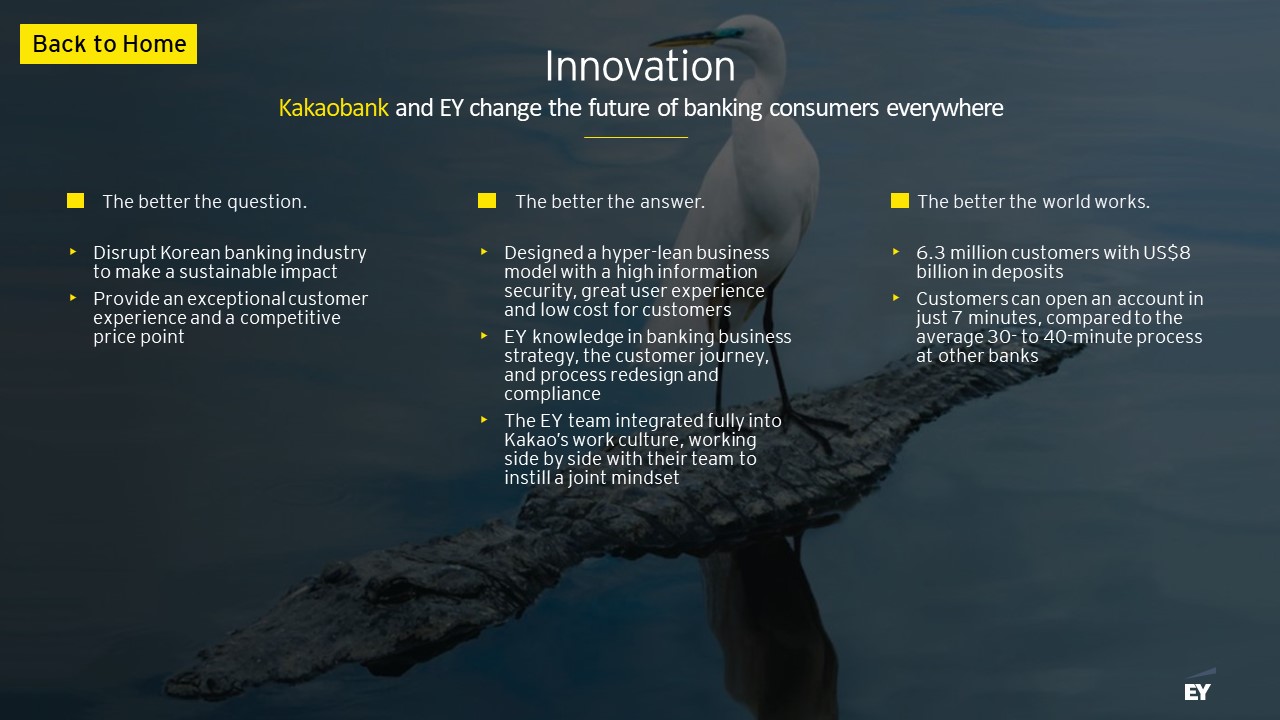 Back to Home
Innovation
Kakaobank and EY change the future of banking consumers everywhere
The better the question.
Disrupt Korean banking industry
to make a sustainable impact
Provide an exceptional customer
experience and a competitive
price point
The better the answer.
Designed a hyper-lean business
model with a high information
security, great user experience
and low cost for customers
EY knowledge in banking business
strategy, the customer journey,
and process redesign and
compliance
The EY team integrated fully into
Kakao’s work culture, working
side by side with their team to
instill a joint mindset
The better the world works.
6.3 million customers with US$8
billion in deposits
Customers can open an account in
just 7 minutes, compared to the
average 30- to 40-minute process
at other banks
EY